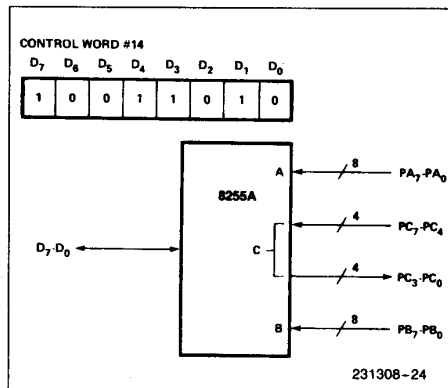 CONTROL WORD #14
D7 D6 D5 D4 D3 D2 D1 D0
1 0 0 1 1 0 1 0
A
8
PA7-PA0
8255A
4
PC7-PC4
C
D7-D0
4
PC3-PC0
B
8
PB7-PB0
231308-24